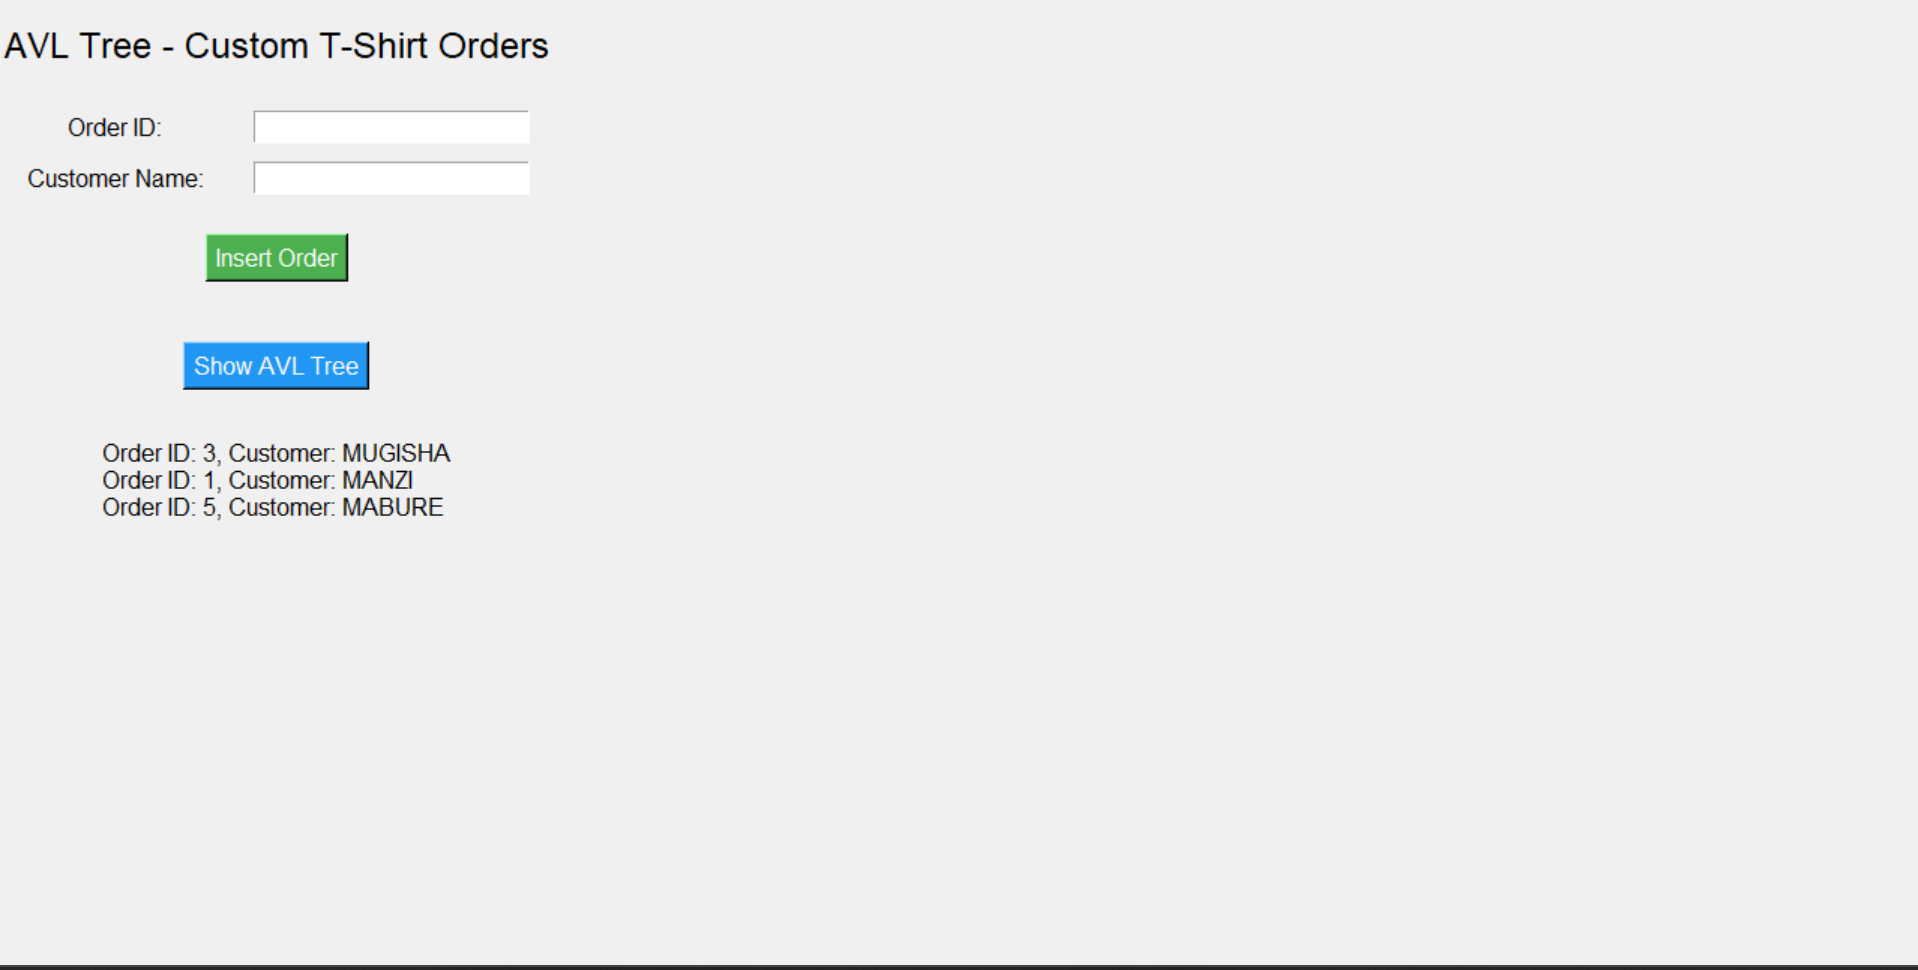 AVL Tree - Custom T-Shirt Orders
Order ID:
Customer Name:
Insert Order
Show AVL Tree
Order ID: 3, Customer: MUGISHA
Order ID: 1, Customer: MANZI
Order ID: 5, Customer: MABURE